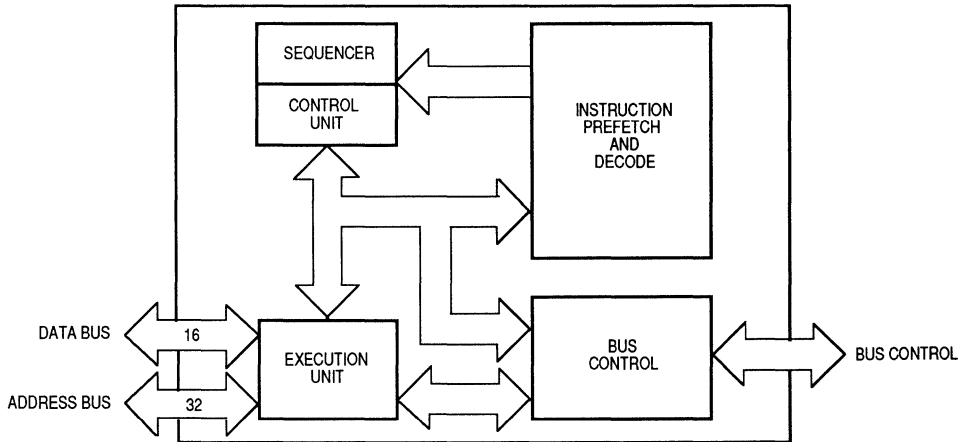 SEQUENCER
CONTROL
UNIT
INSTRUCTION
PREFETCH
AND
DECODE
DATA BUS
16
ADDRESS BUS
32
EXECUTION
UNIT
BUS
CONTROL
BUS CONTROL